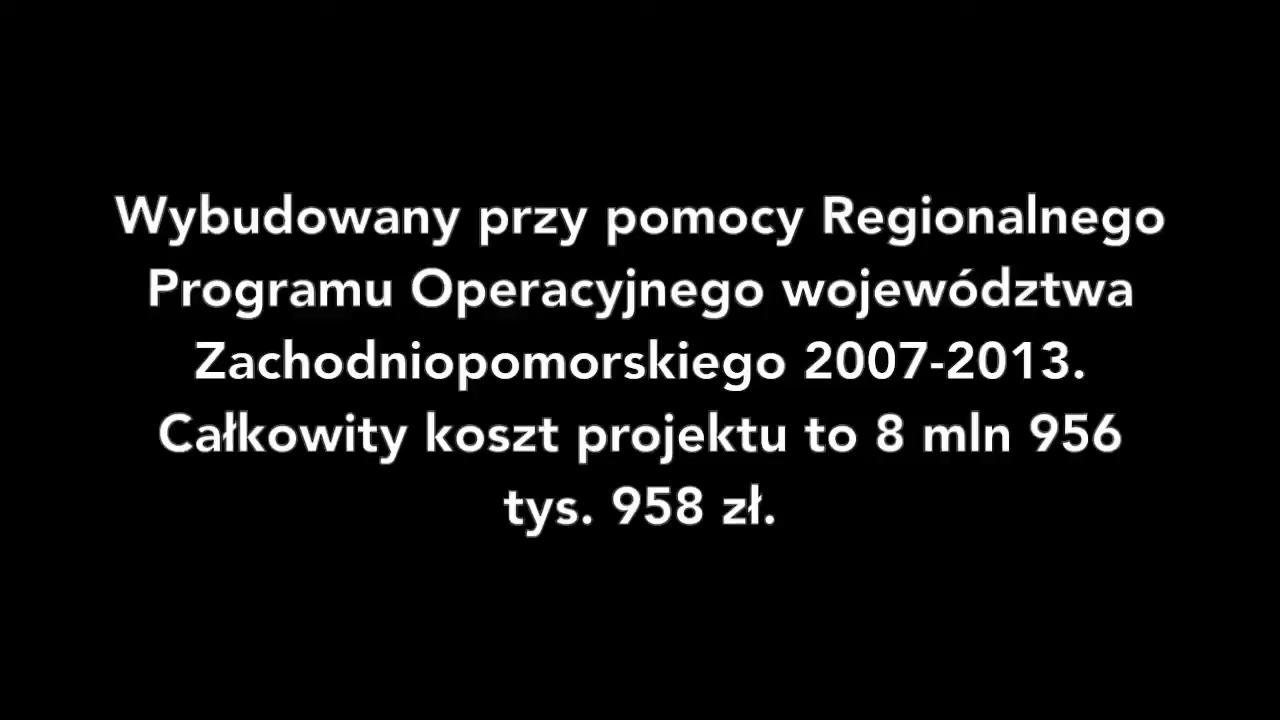 Wybudowany przy pomocy Regionalnego
Programu Operacyjnego województwa
Zachodniopomorskiego 2007-2013.
Całkowity koszt projektu to 8 mln 956
tys. 958 zł.